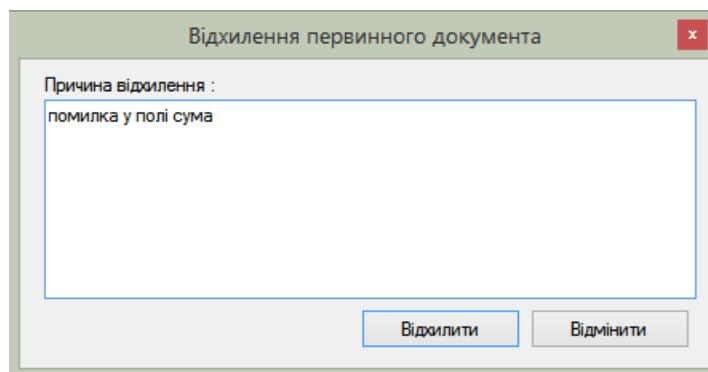 Відхилення первинного документа
x
Причина відхилення :
помилка у полі сума
Відхилити
Відмінити